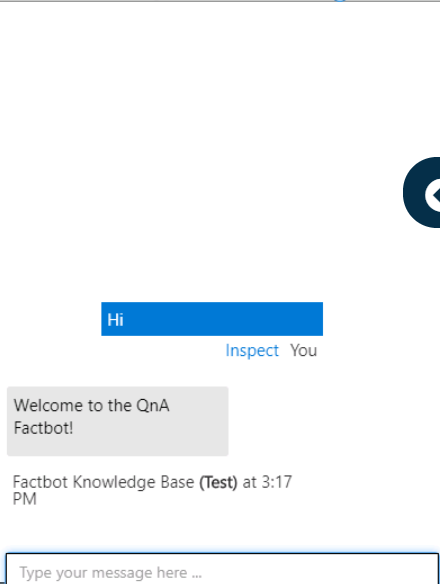 Hi
Inspect You
Welcome to the QnA
Factbot!
Factbot Knowledge Base (Test) at 3:17
PM
Type your message here ...